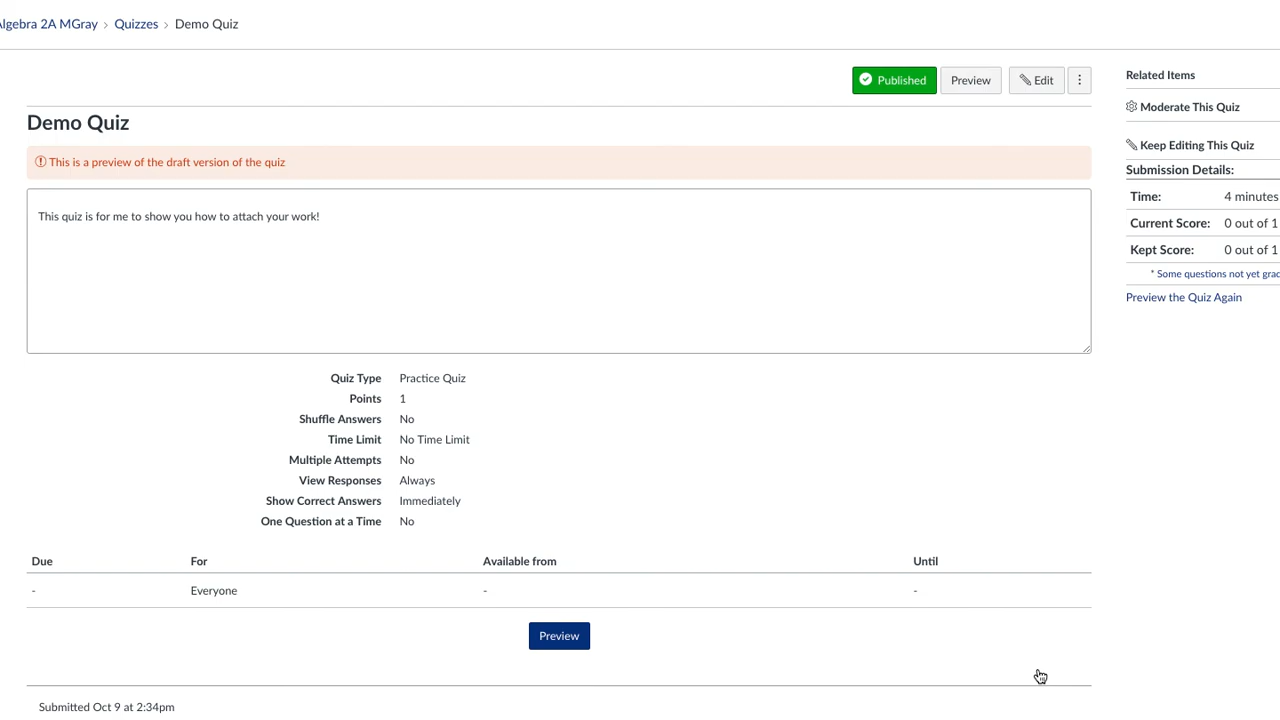 Algebra 2A MGray › Quizzes › Demo Quiz
Published Preview Edit
Demo Quiz
This is a preview of the draft version of the quiz
This quiz is for me to show you how to attach your work!
Quiz Type Practice Quiz
Points 1
Shuffle Answers No
Time Limit No Time Limit
Multiple Attempts No
View Responses Always
Show Correct Answers Immediately
One Question at a Time No
Due For Available from Until
- Everyone - -
Preview
Submitted Oct 9 at 2:34pm
Related Items
Moderate This Quiz
Keep Editing This Quiz
Submission Details:
Time: 4 minutes
Current Score: 0 out of 1
Kept Score: 0 out of 1
* Some questions not yet grad
Preview the Quiz Again